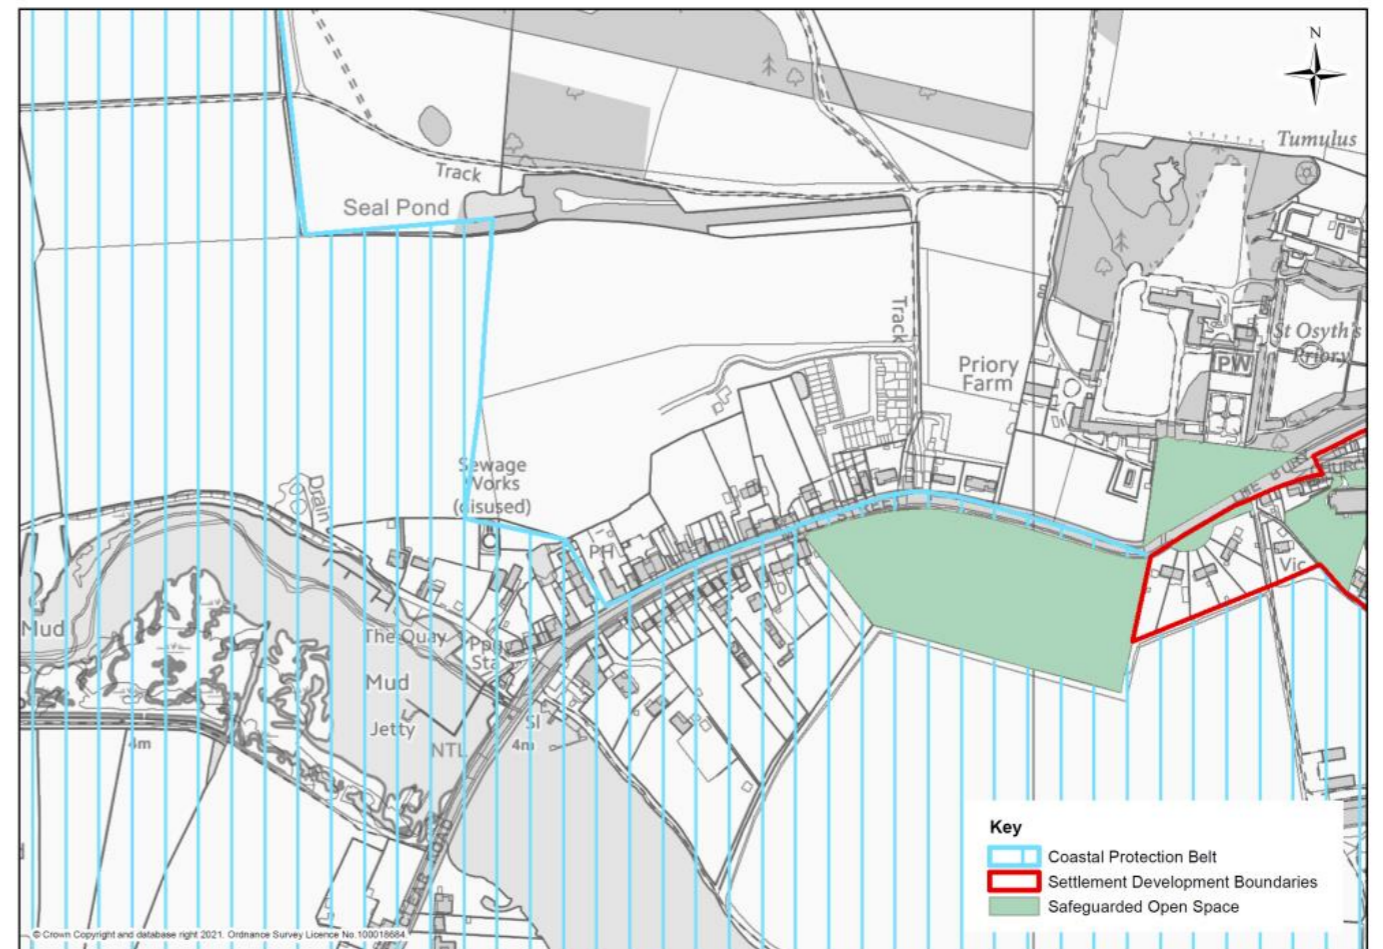 N
Tumulus
Track
Seal Pond
Track
St Osyth's
Priory
PW
Priory
Farm
Sewage
Works
(disused)
Drain
PH
Vic
Mud
The Quay
Mud
Jetty
Sl
NTL
4m
4m
Key
Coastal Protection Belt
Settlement Development Boundaries
Safeguarded Open Space
© Crown Copyright and database right 2021. Ordnance Survey Licence No.100018684.